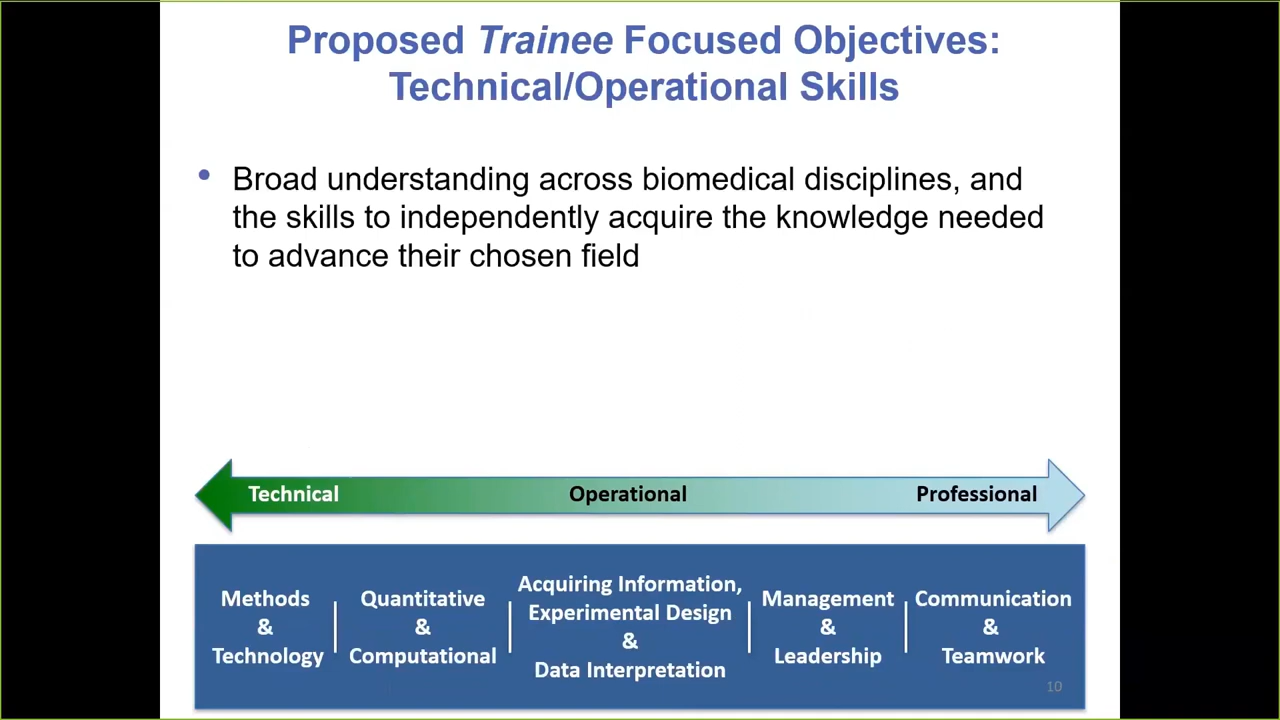 Proposed Trainee Focused Objectives:
Technical/Operational Skills
• Broad understanding across biomedical disciplines, and
the skills to independently acquire the knowledge needed
to advance their chosen field
Technical
Operational
Professional
Methods
&
Technology
Quantitative
&
Computational
Acquiring Information,
Experimental Design
&
Data Interpretation
Management
&
Leadership
Communication
&
Teamwork
10